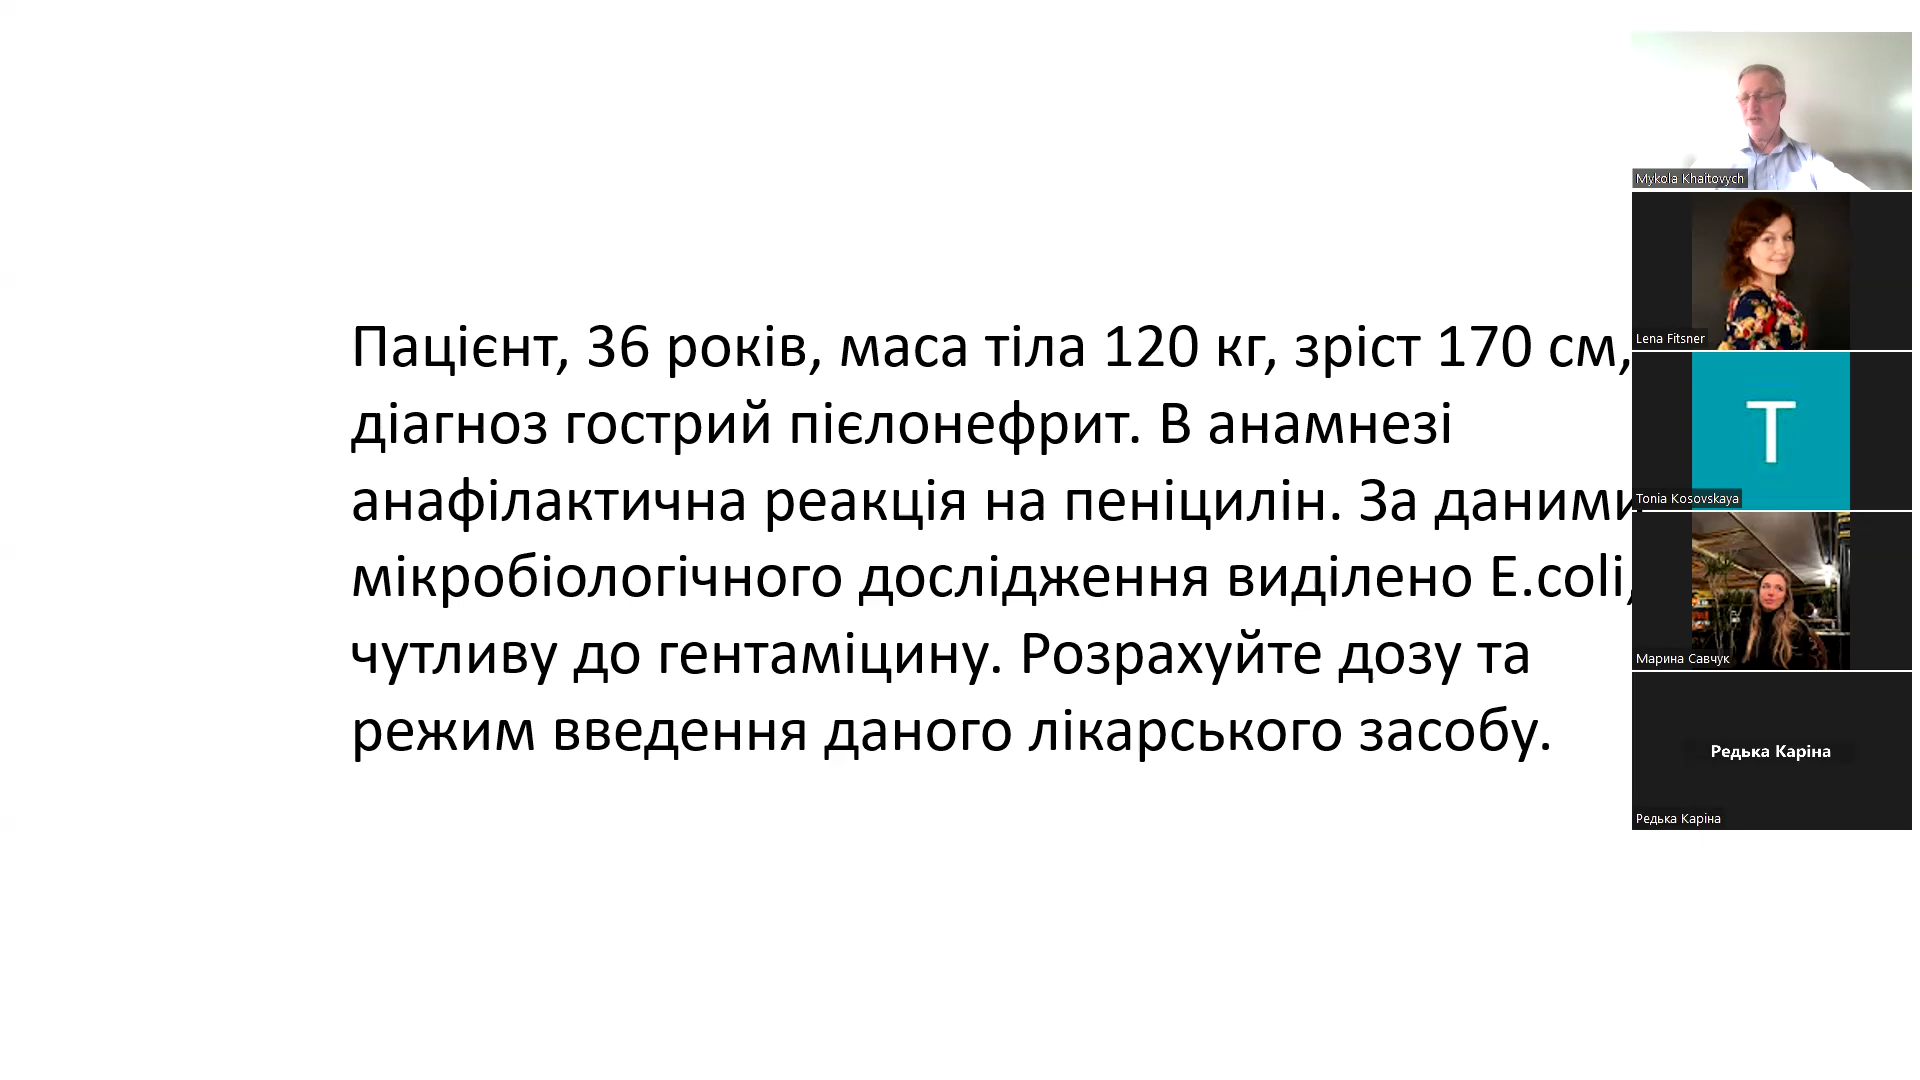 Пацієнт, 36 років, маса тіла 120 кг, зріст 170 см,
діагноз гострий пієлонефрит. В анамнезі
анафілактична реакція на пеніцилін. За даними
мікробіологічного дослідження виділено E.coli,
чутливу до гентаміцину. Розрахуйте дозу та
режим введення даного лікарського засобу.
Mykola Khaitovych
Lena Fitsner
T
Tonia Kosovskaya
Марина Савчук
Редька Каріна
Редька Каріна